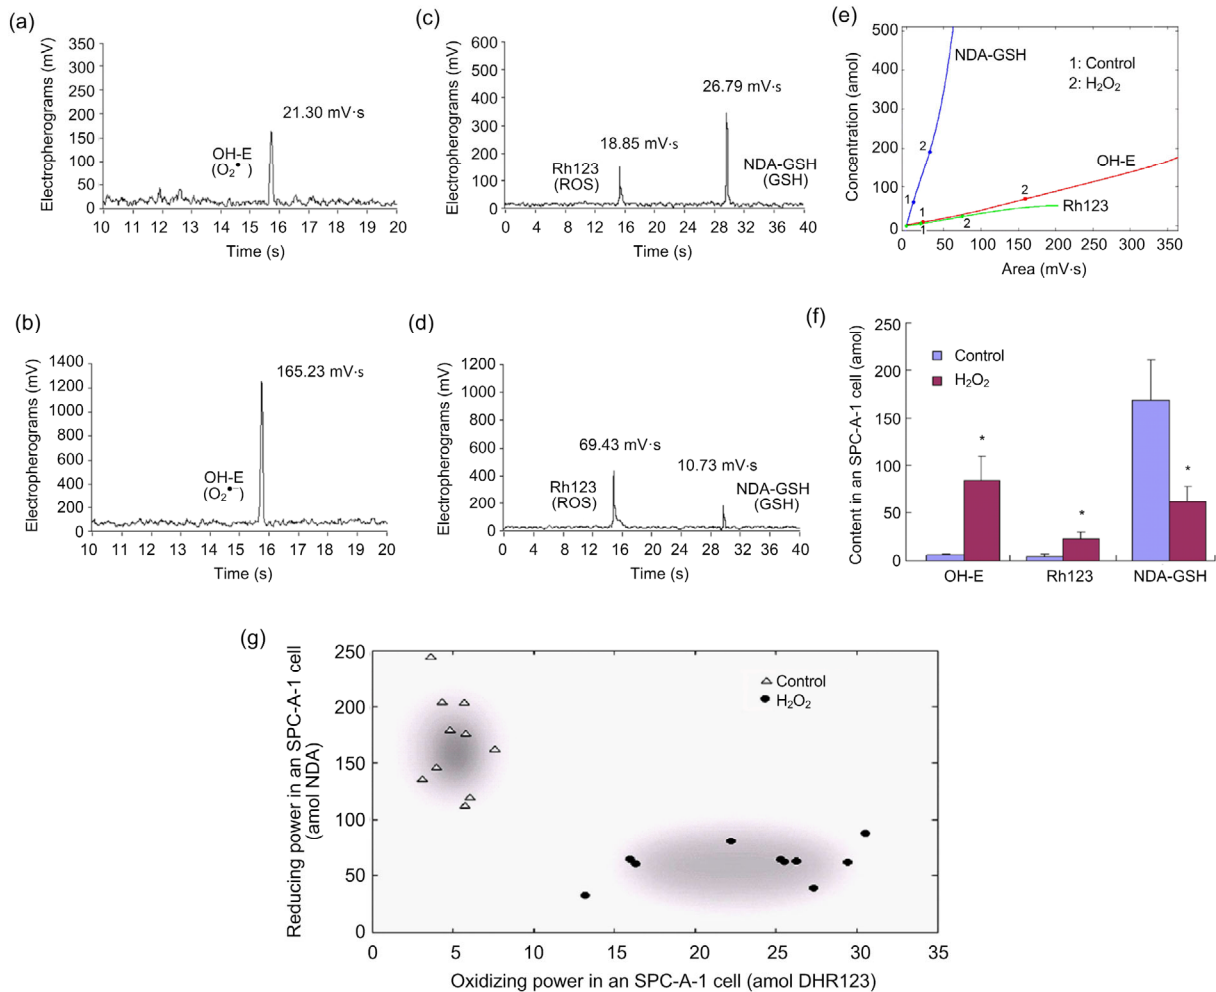 (a)
Electropherograms (mV)
350
300
250
200
150
100
50
0
21.30 mV·s
OH-E
(O₂•)
10 11 12 13 14 15 16 17 18 19 20
Time (s)
(c)
Electropherograms (mV)
600
500
400
300
200
100
0
18.85 mV·s
26.79 mV·s
Rh123
(ROS)
NDA-GSH
(GSH)
0 4 8 12 16 20 24 28 32 36 40
Time (s)
(e)
Concentration (amol)
500
400
300
200
100
0
NDA-GSH
1: Control
2: H₂O₂
OH-E
Rh123
2
1
1
2
1
2
0 50 100 150 200 250 300 350
Area (mV·s)
(b)
Electropherograms (mV)
1400
1200
1000
800
600
400
200
0
165.23 mV·s
OH-E
(O₂•⁻)
10 11 12 13 14 15 16 17 18 19 20
Time (s)
(d)
Electropherograms (mV)
1200
1000
800
600
400
200
0
69.43 mV·s
10.73 mV·s
Rh123
(ROS)
NDA-GSH
(GSH)
0 4 8 12 16 20 24 28 32 36 40
Time (s)
(f)
Content in an SPC-A-1 cell (amol)
250
200
150
100
50
0
Control
H₂O₂
*
*
*
OH-E Rh123 NDA-GSH
(g)
Reducing power in an SPC-A-1 cell
(amol NDA)
250
200
150
100
50
0
Control
H₂O₂
0 5 10 15 20 25 30 35
Oxidizing power in an SPC-A-1 cell (amol DHR123)